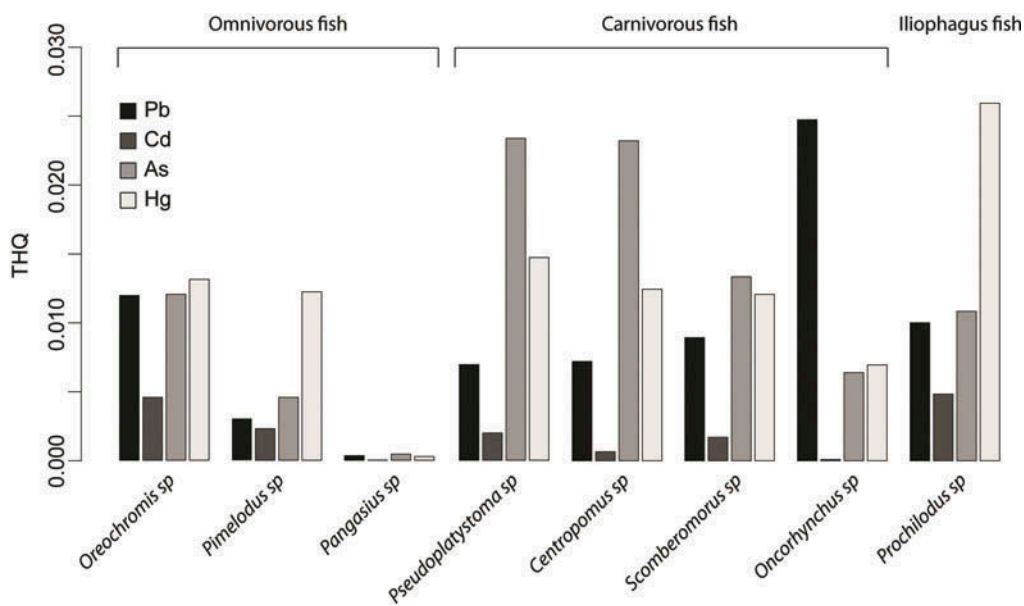 Omnivorous fish
Carnivorous fish
Iliophagus fish
0.030
0.020
0.010
0.000
THQ
Pb
Cd
As
Hg
Oreochromis sp
Pimelodus sp
Pangasius sp
Pseudoplatystoma sp
Centropomus sp
Scomberomorus sp
Oncorhynchus sp
Prochilodus sp